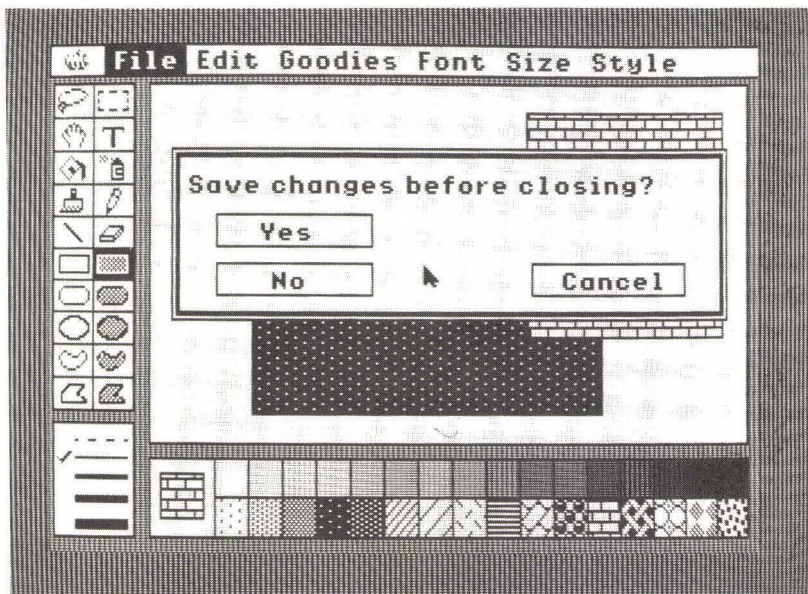 File Edit Goodies Font Size Style
T
Save changes before closing?
Yes
No
Cancel